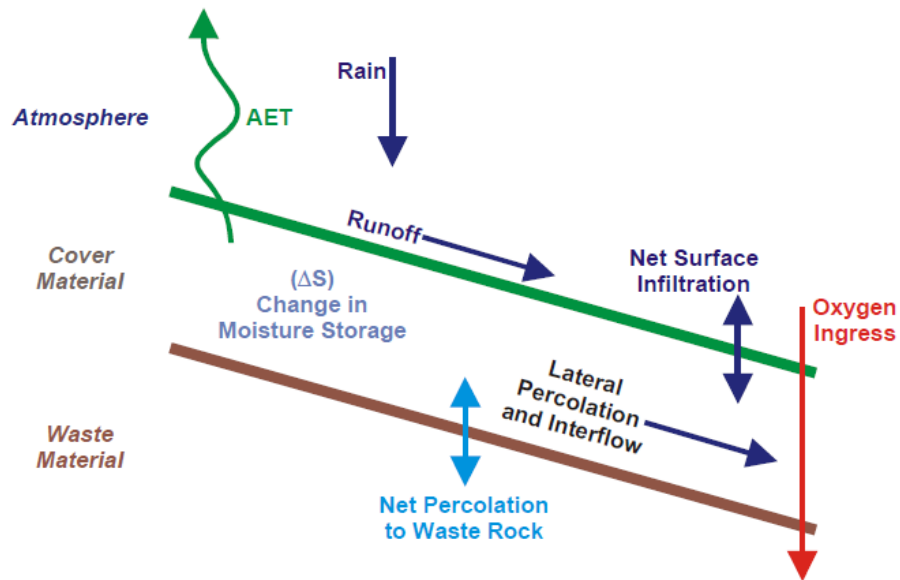 Rain
Atmosphere
AET
Runoff
Cover
Material
Net Surface
Infiltration
(ΔS)
Change in
Moisture Storage
Oxygen
Ingress
Lateral
Percolation
and Interflow
Waste
Material
Net Percolation
to Waste Rock